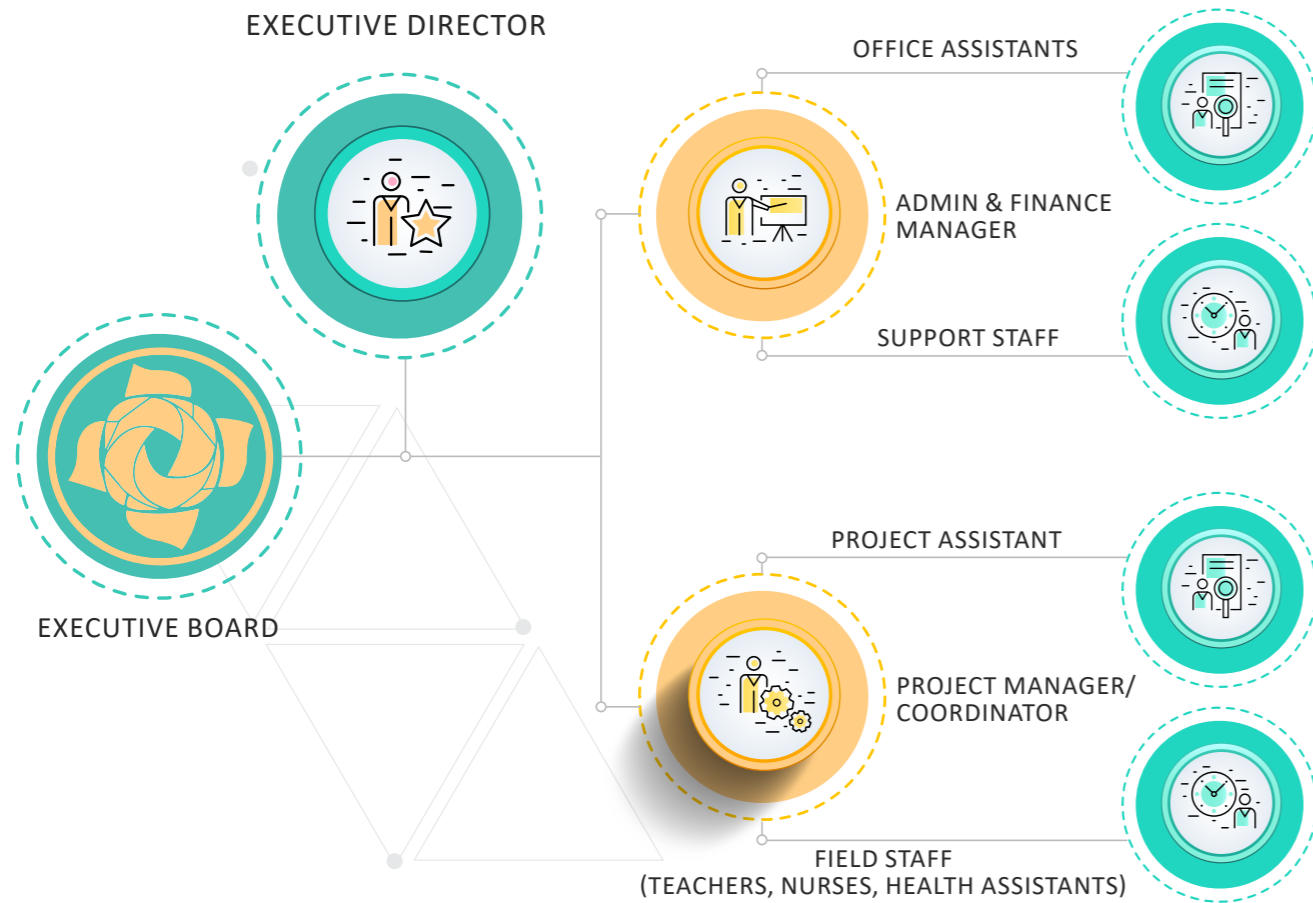 EXECUTIVE DIRECTOR
OFFICE ASSISTANTS
ADMIN & FINANCE
MANAGER
SUPPORT STAFF
EXECUTIVE BOARD
PROJECT ASSISTANT
PROJECT MANAGER/
COORDINATOR
FIELD STAFF
(TEACHERS, NURSES, HEALTH ASSISTANTS)